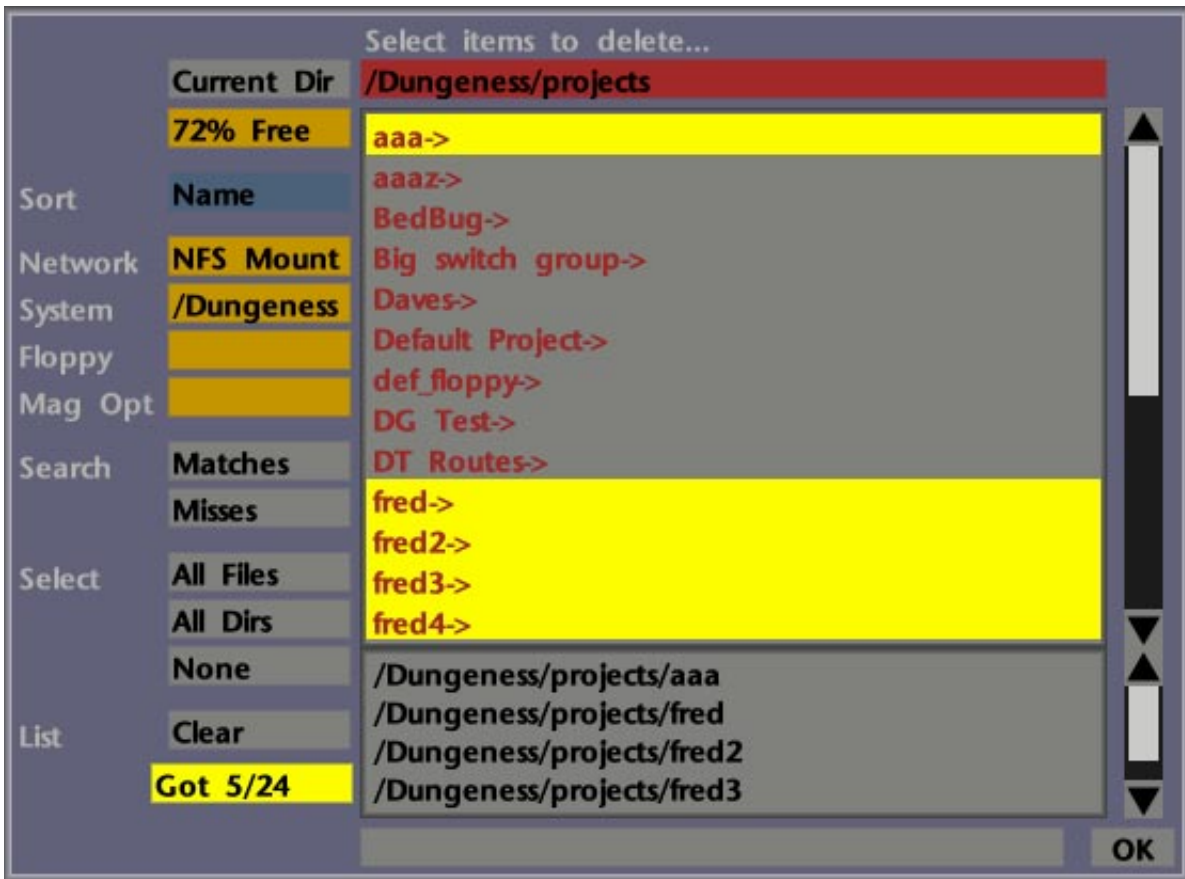 Select items to delete...
Current Dir /Dungeness/projects
72% Free
aaa->
aaaz->
Sort Name
BedBug->
Network NFS Mount Big switch group->
System /Dungeness Daves->
Floppy Default Project->
def_floppy->
Mag Opt
DG Test->
Search Matches DT Routes->
Misses fred->
fred2->
Select All Files fred3->
All Dirs fred4->
None /Dungeness/projects/aaa
/Dungeness/projects/fred
List Clear
/Dungeness/projects/fred2
Got 5/24 /Dungeness/projects/fred3
OK